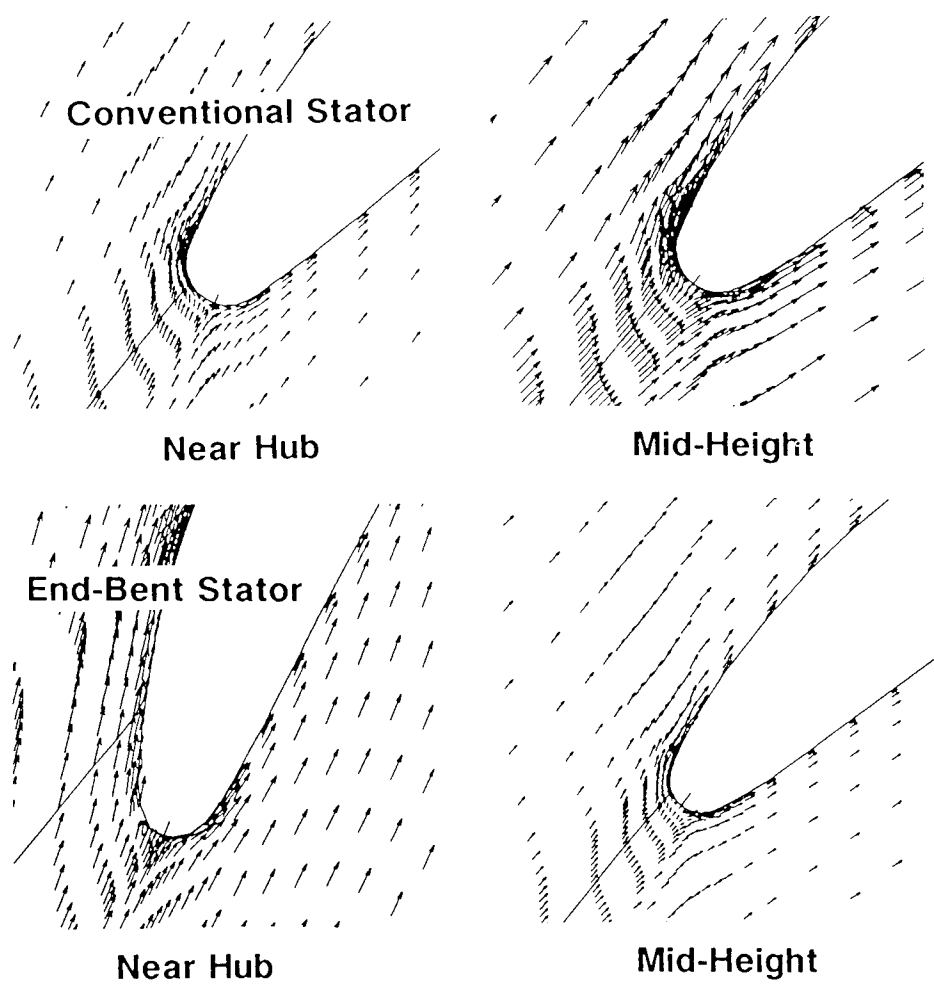 Conventional Stator
Near Hub
Mid-Height
End-Bent Stator
Near Hub
Mid-Height